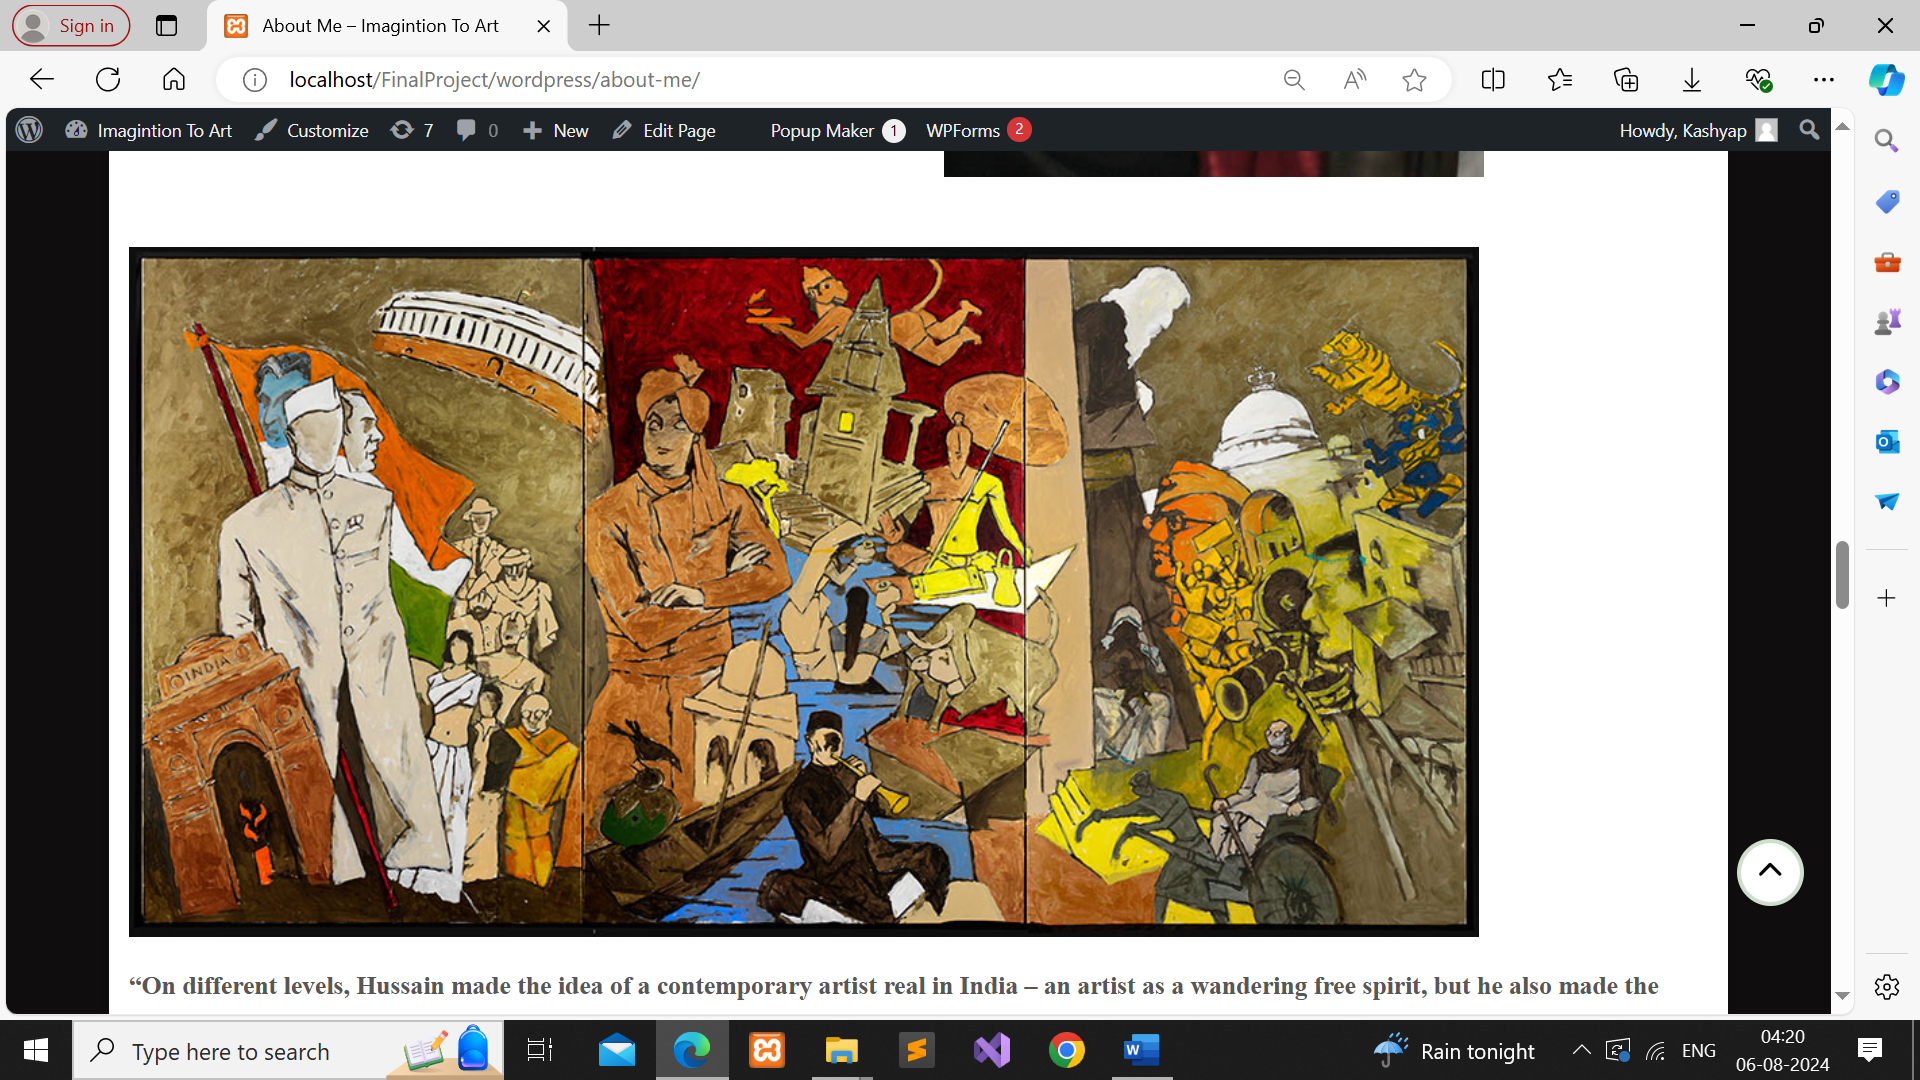 Sign in
About Me – Imagintion To Art
localhost/FinalProject/wordpress/about-me/
Imagintion To Art
Customize
7
0
New
Edit Page
Popup Maker 1
WPForms 2
Howdy, Kashyap
INDIA
“On different levels, Hussain made the idea of a contemporary artist real in India – an artist as a wandering free spirit, but he also made the
Type here to search
Rain tonight
ENG
04:20
06-08-2024